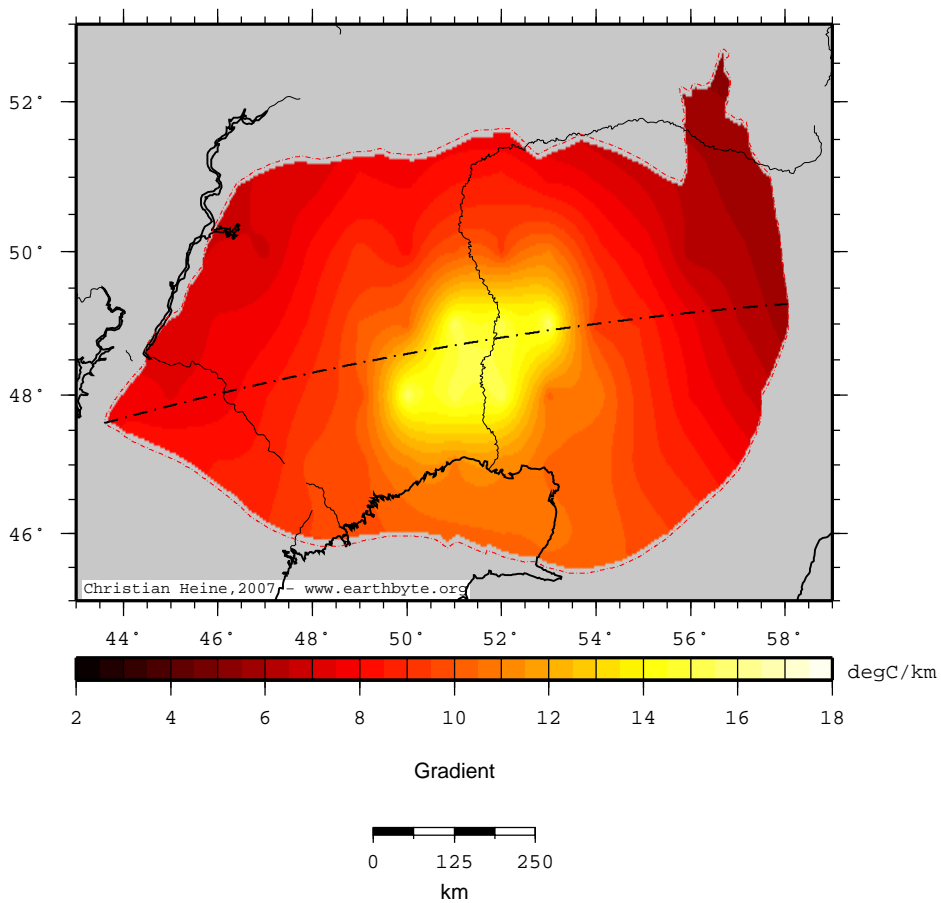 52°
50°
48°
46°
Christian Heine,2007 - www.earthbyte.org
44° 46° 48° 50° 52° 54° 56° 58°
degC/km
2 4 6 8 10 12 14 16 18
Gradient
0 125 250
km